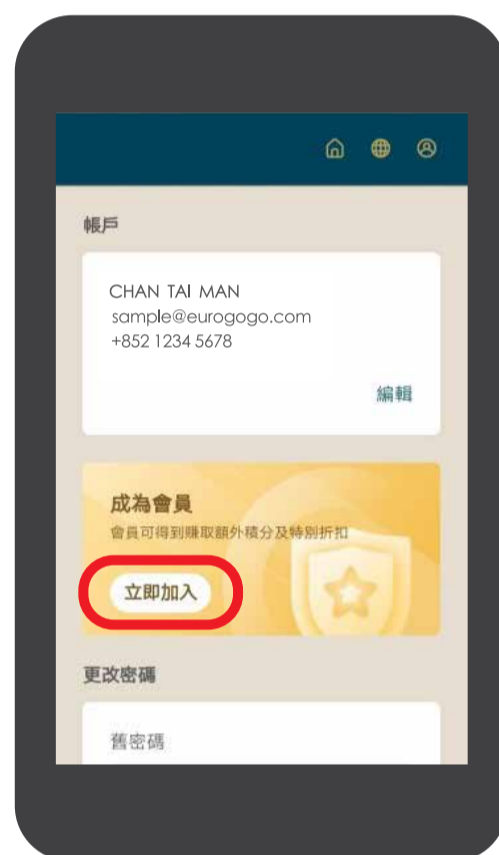 帳戶
CHAN TAI MAN
sample@eurogogo.com
+852 1234 5678
編輯
成為會員
會員可得到賺取額外積分及特別折扣
立即加入
更改密碼
舊密碼